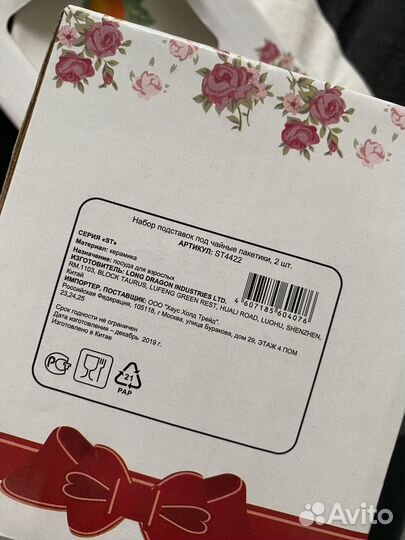 Набор подставок под чайные пакетики, 2 шт.
АРТИКУЛ: ST4422
СЕРИЯ «ST»
Материал: керамика
Назначение: посуда для взрослых
ИЗГОТОВИТЕЛЬ: LONG DRAGON INDUSTRIES LTD.
RM.1103, BLOCK TAURUS, LUFENG GREEN REST, HUALI ROAD, LUOHU, SHENZHEN,
Китай
ИМПОРТЕР, ПОСТАВЩИК: ООО "Хаус Холд Трейд".
Российская Федерация, 105118, г Москва, улица Буракова, дом 29, ЭТАЖ 4 ПОМ
23,24,25
Срок годности не ограничен
Дата изготовления – декабрь 2019 г.
Изготовлено в Китае
4 607185 604076
РСТ
21
PAP
Avito